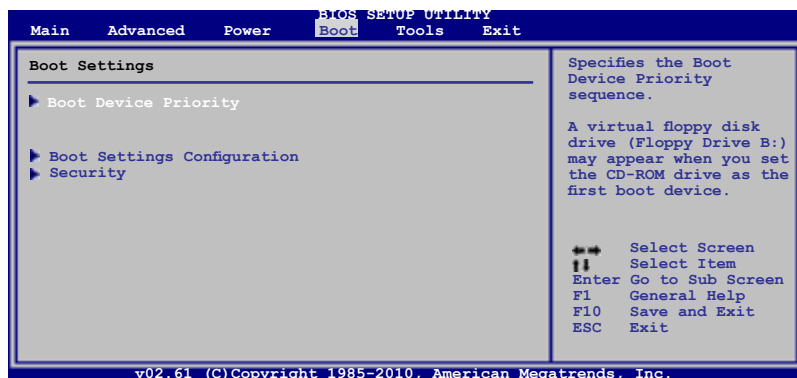 BIOS SETUP UTILITY
Main Advanced Power Boot Tools Exit
Boot Settings
Boot Device Priority
Boot Settings Configuration
Security
Specifies the Boot
Device Priority
sequence.
A virtual floppy disk
drive (Floppy Drive B:)
may appear when you set
the CD-ROM drive as the
first boot device.
Select Screen
Select Item
Enter Go to Sub Screen
F1 General Help
F10 Save and Exit
ESC Exit
v02.61 (C)Copyright 1985-2010, American Megatrends, Inc.